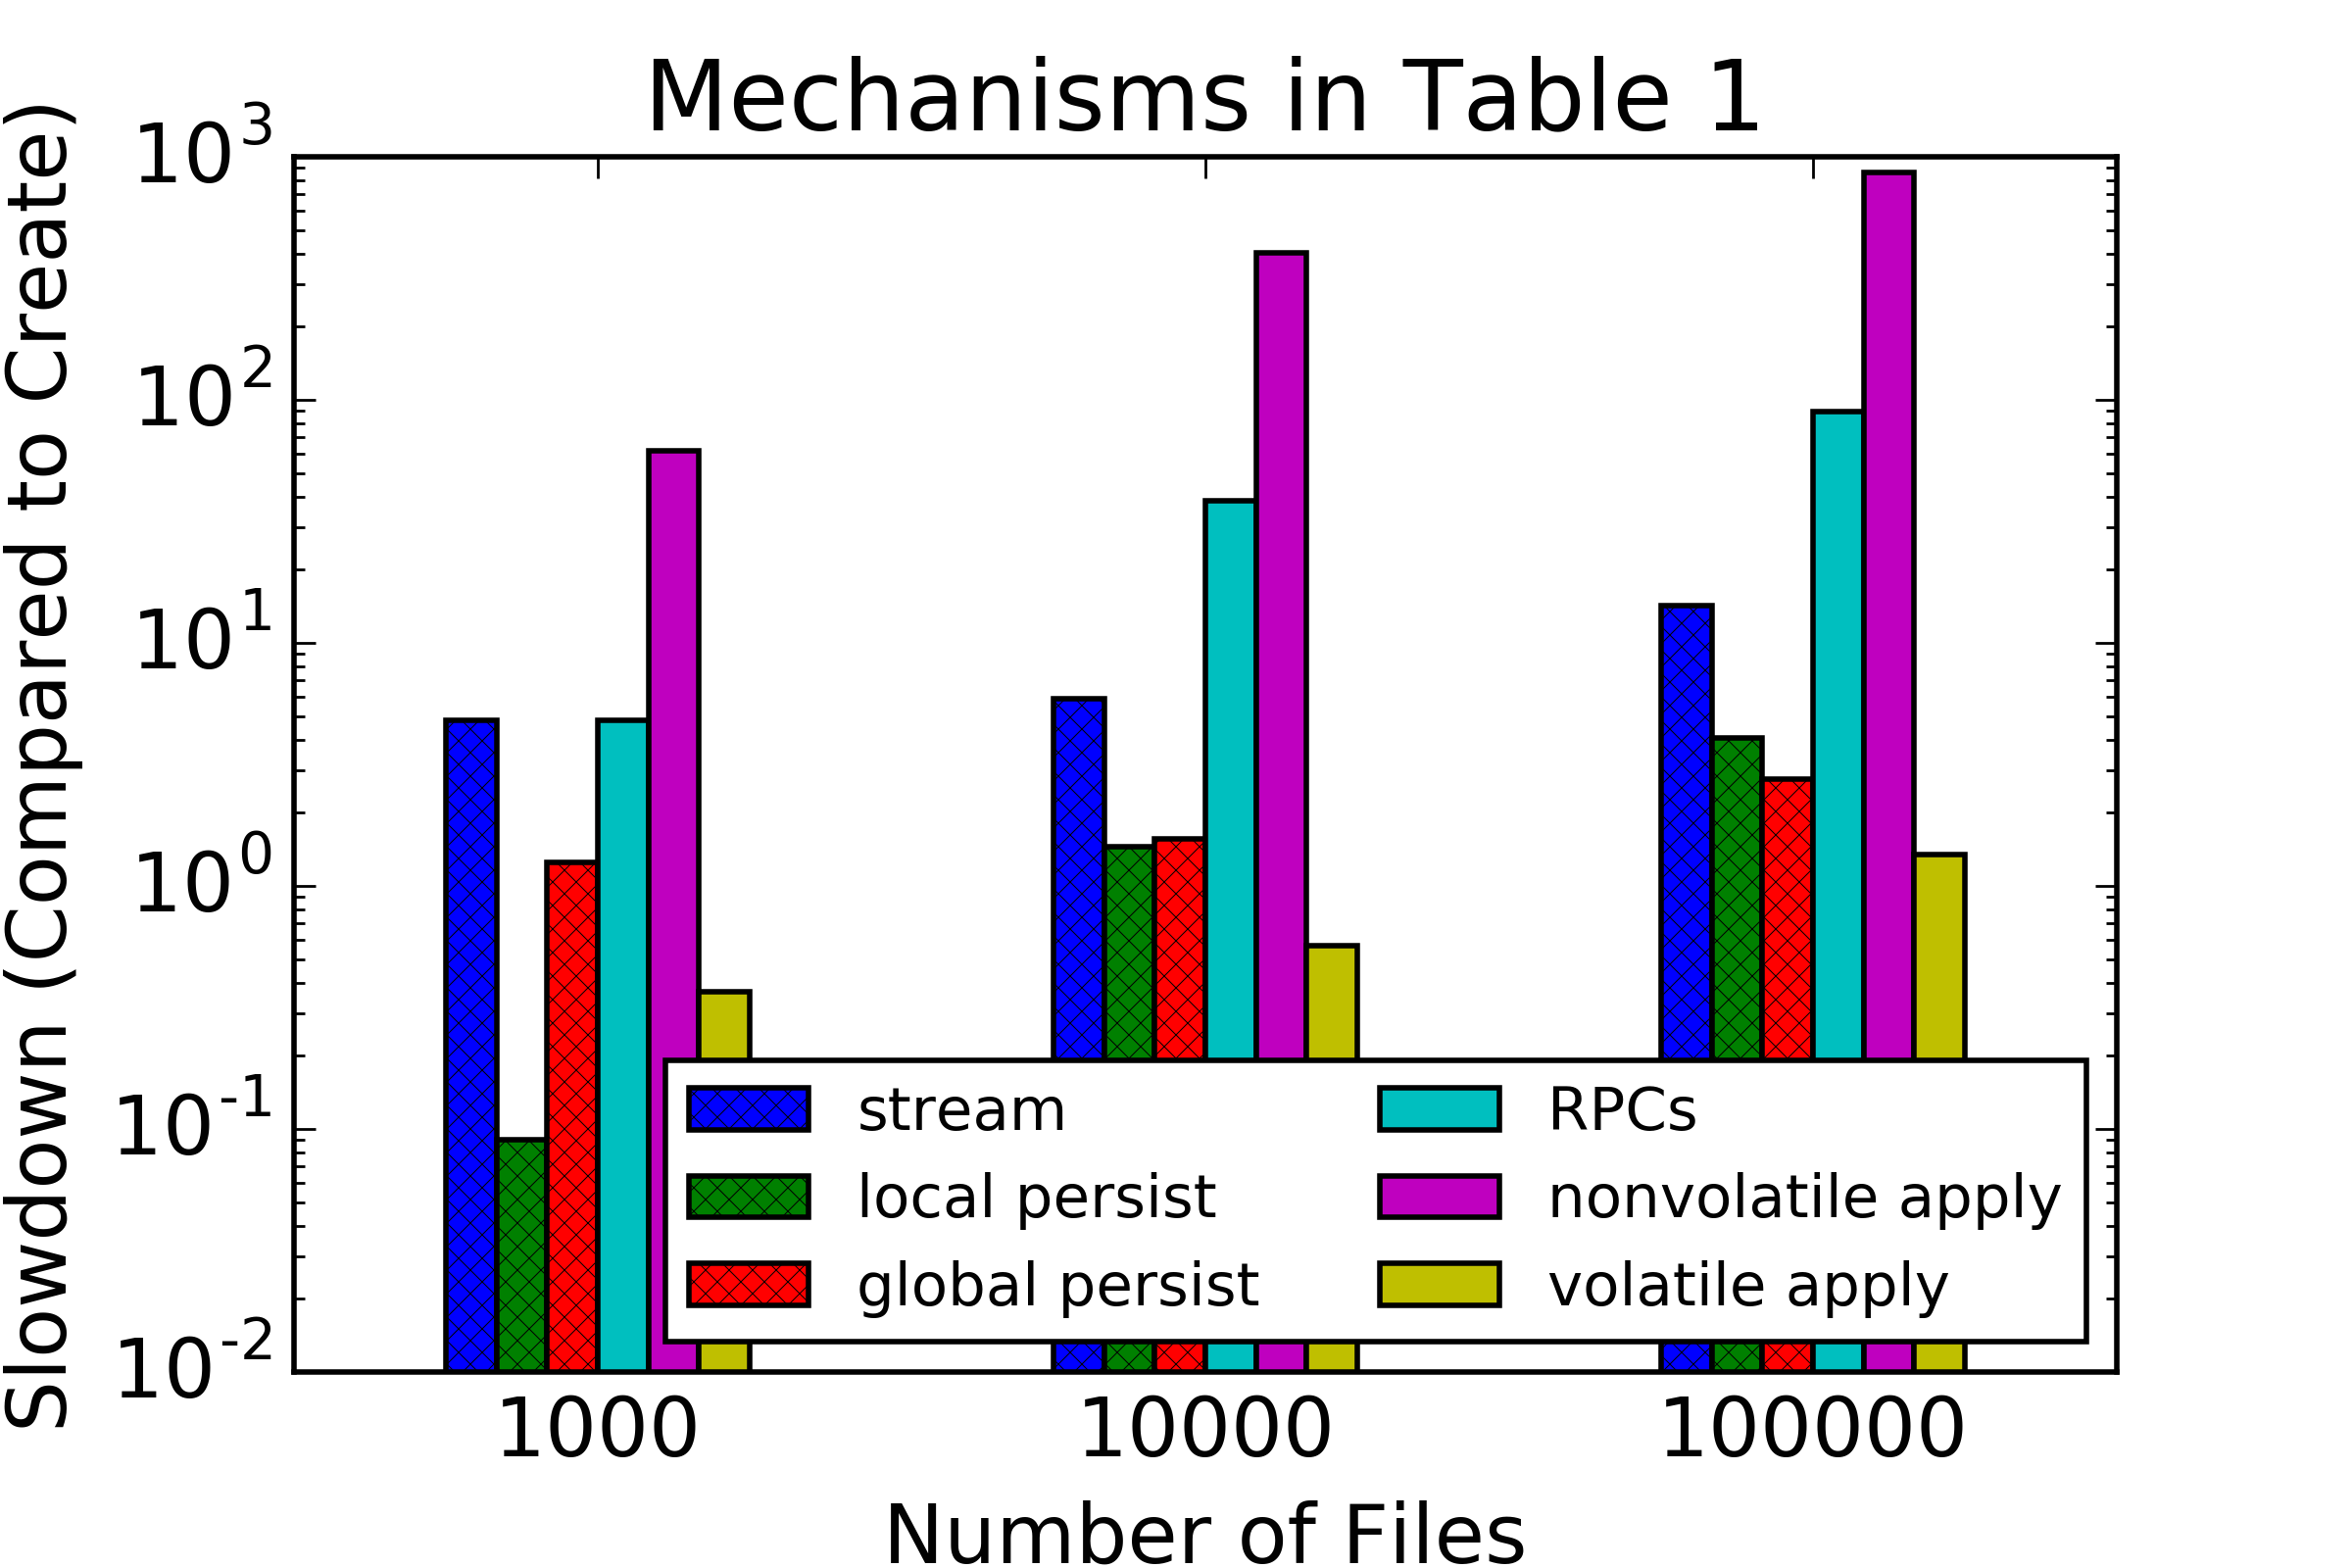 Mechanisms in Table 1
Slowdown (Compared to Create)
10^3
10^2
10^1
10^0
10^-1
10^-2
stream
local persist
global persist
RPCs
nonvolatile apply
volatile apply
1000 10000 100000
Number of Files